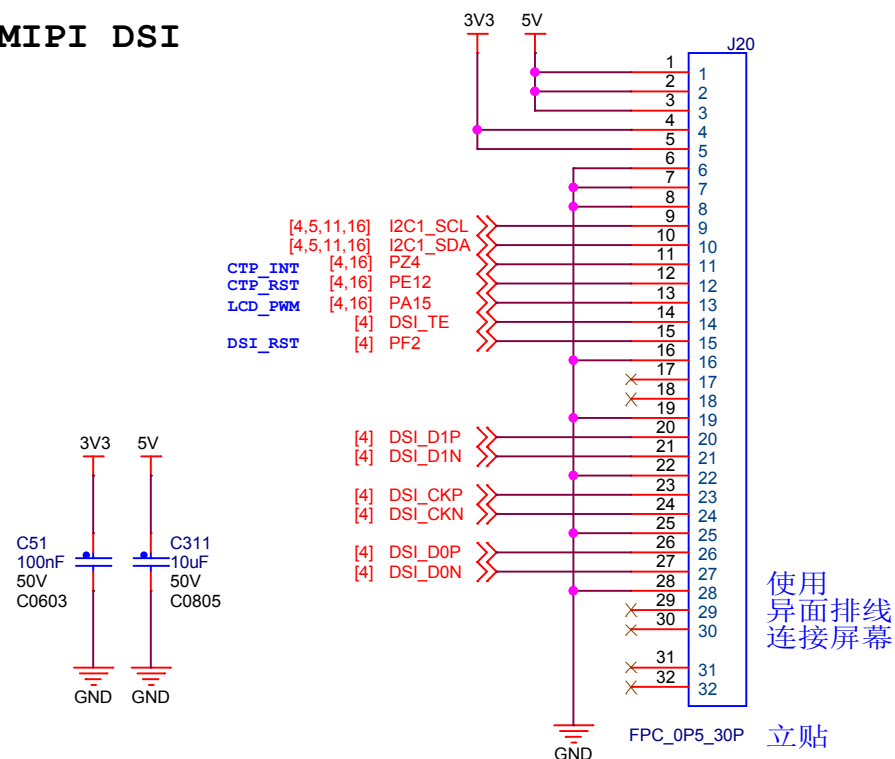 MIPI DSI
3V3 5V
J20
1 1
2 2
3 3
4 4
5 5
6 6
7 7
8 8
[4,5,11,16] I2C1_SCL 9 9
[4,5,11,16] I2C1_SDA 10 10
CTP_INT [4,16] PZ4 11 11
CTP_RST [4,16] PE12 12 12
LCD_PWM [4,16] PA15 13 13
[4] DSI_TE 14 14
DSI_RST [4] PF2 15 15
16 16
17 17
18 18
19 19
[4] DSI_D1P 20 20
[4] DSI_D1N 21 21
22 22
[4] DSI_CKP 23 23
[4] DSI_CKN 24 24
25 25
[4] DSI_D0P 26 26
[4] DSI_D0N 27 27
28 28
29 29
30 30
31 31
32 32
FPC_0P5_30P 立贴
使用
异面排线
连接屏幕
GND
3V3 5V
C51 C311
100nF 10uF
50V 50V
C0603 C0805
GND GND